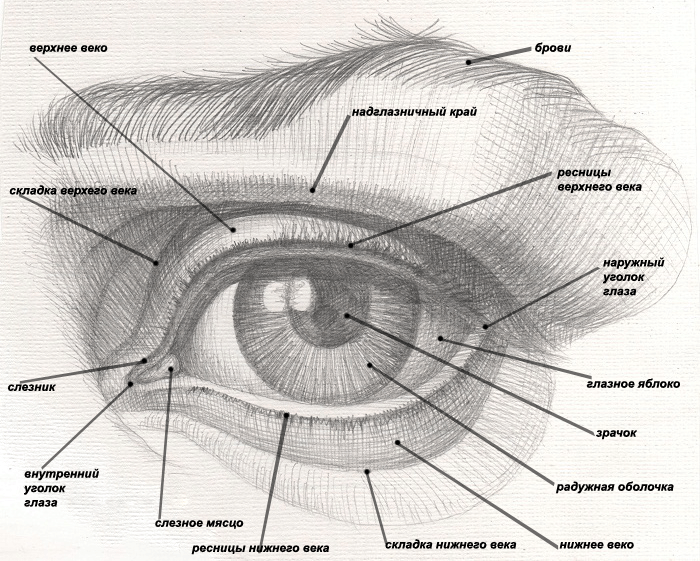 верхнее веко
брови
надглазничный край
ресницы
верхнего века
складка верхего века
наружный
уголок
глаза
слезник
глазное яблоко
зрачок
внутренний
уголок
глаза
радужная оболочка
слезное мясцо
ресницы нижнего века
складка нижнего века
нижнее веко